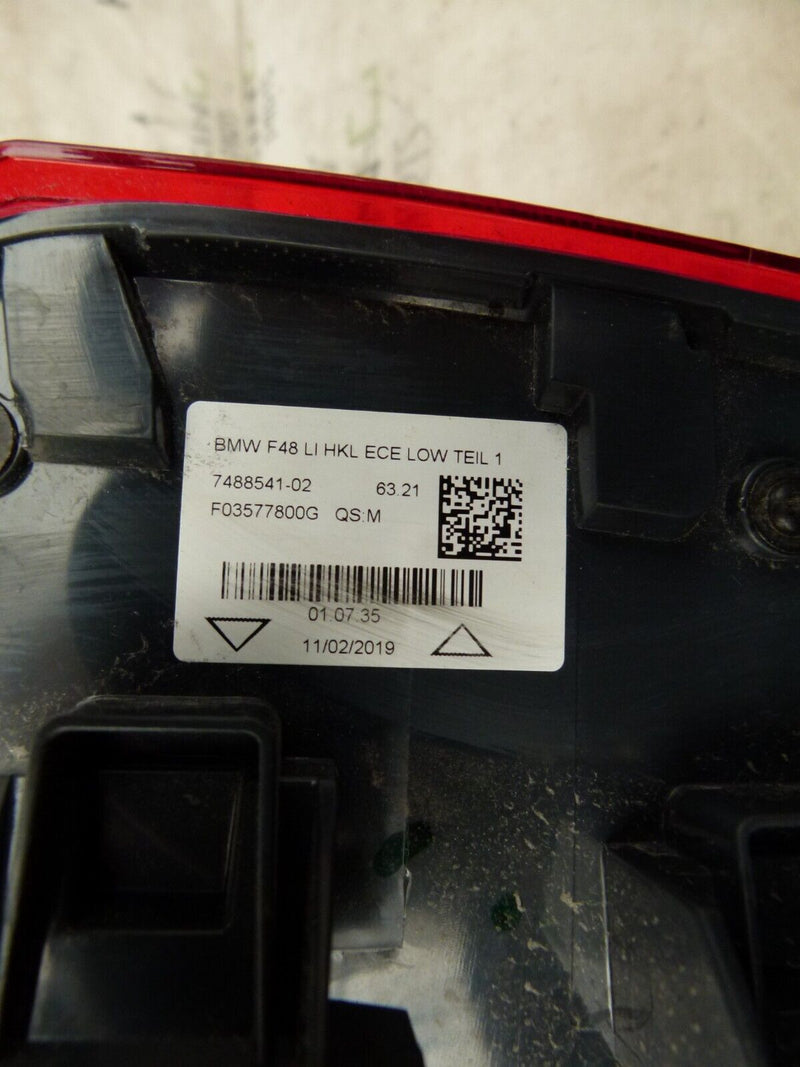 BMW F48 LI HKL ECE LOW TEIL 1
7488541-02 63.21
F03577800G QS:M
01.07.35
11/02/2019